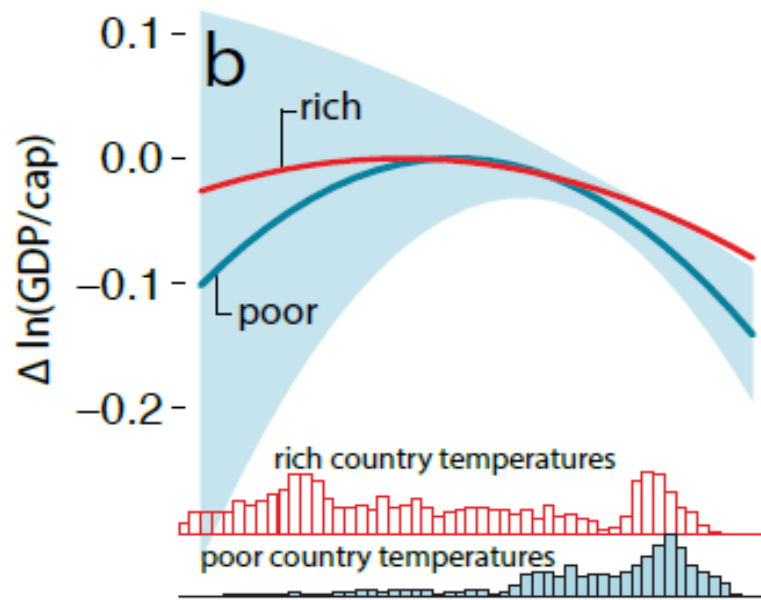 0.1
b
rich
0.0
Δ ln(GDP/cap)
−0.1
poor
−0.2
rich country temperatures
poor country temperatures